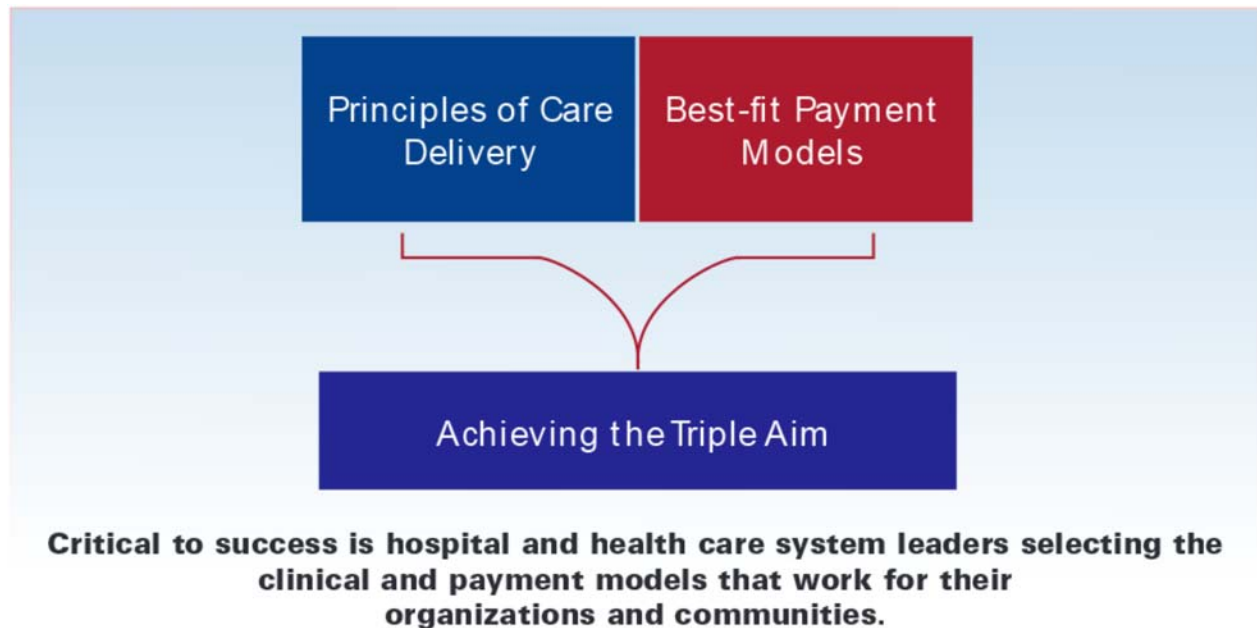 Principles of Care
Delivery
Best-fit Payment
Models
Achieving the Triple Aim
Critical to success is hospital and health care system leaders selecting the
clinical and payment models that work for their
organizations and communities.